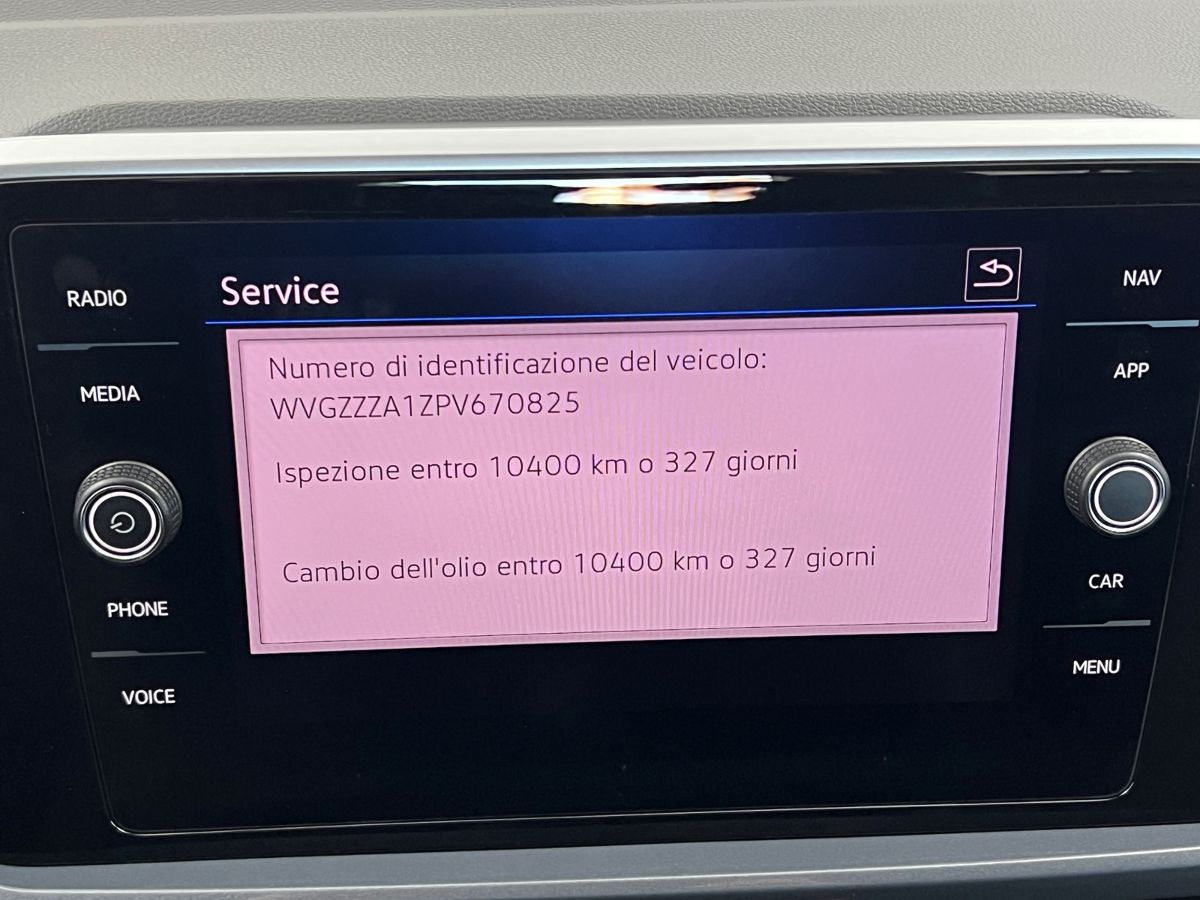 RADIO
MEDIA
PHONE
VOICE
Service
Numero di identificazione del veicolo:
WVGZZZA1ZPV670825
Ispezione entro 10400 km o 327 giorni
Cambio dell'olio entro 10400 km o 327 giorni
NAV
APP
CAR
MENU